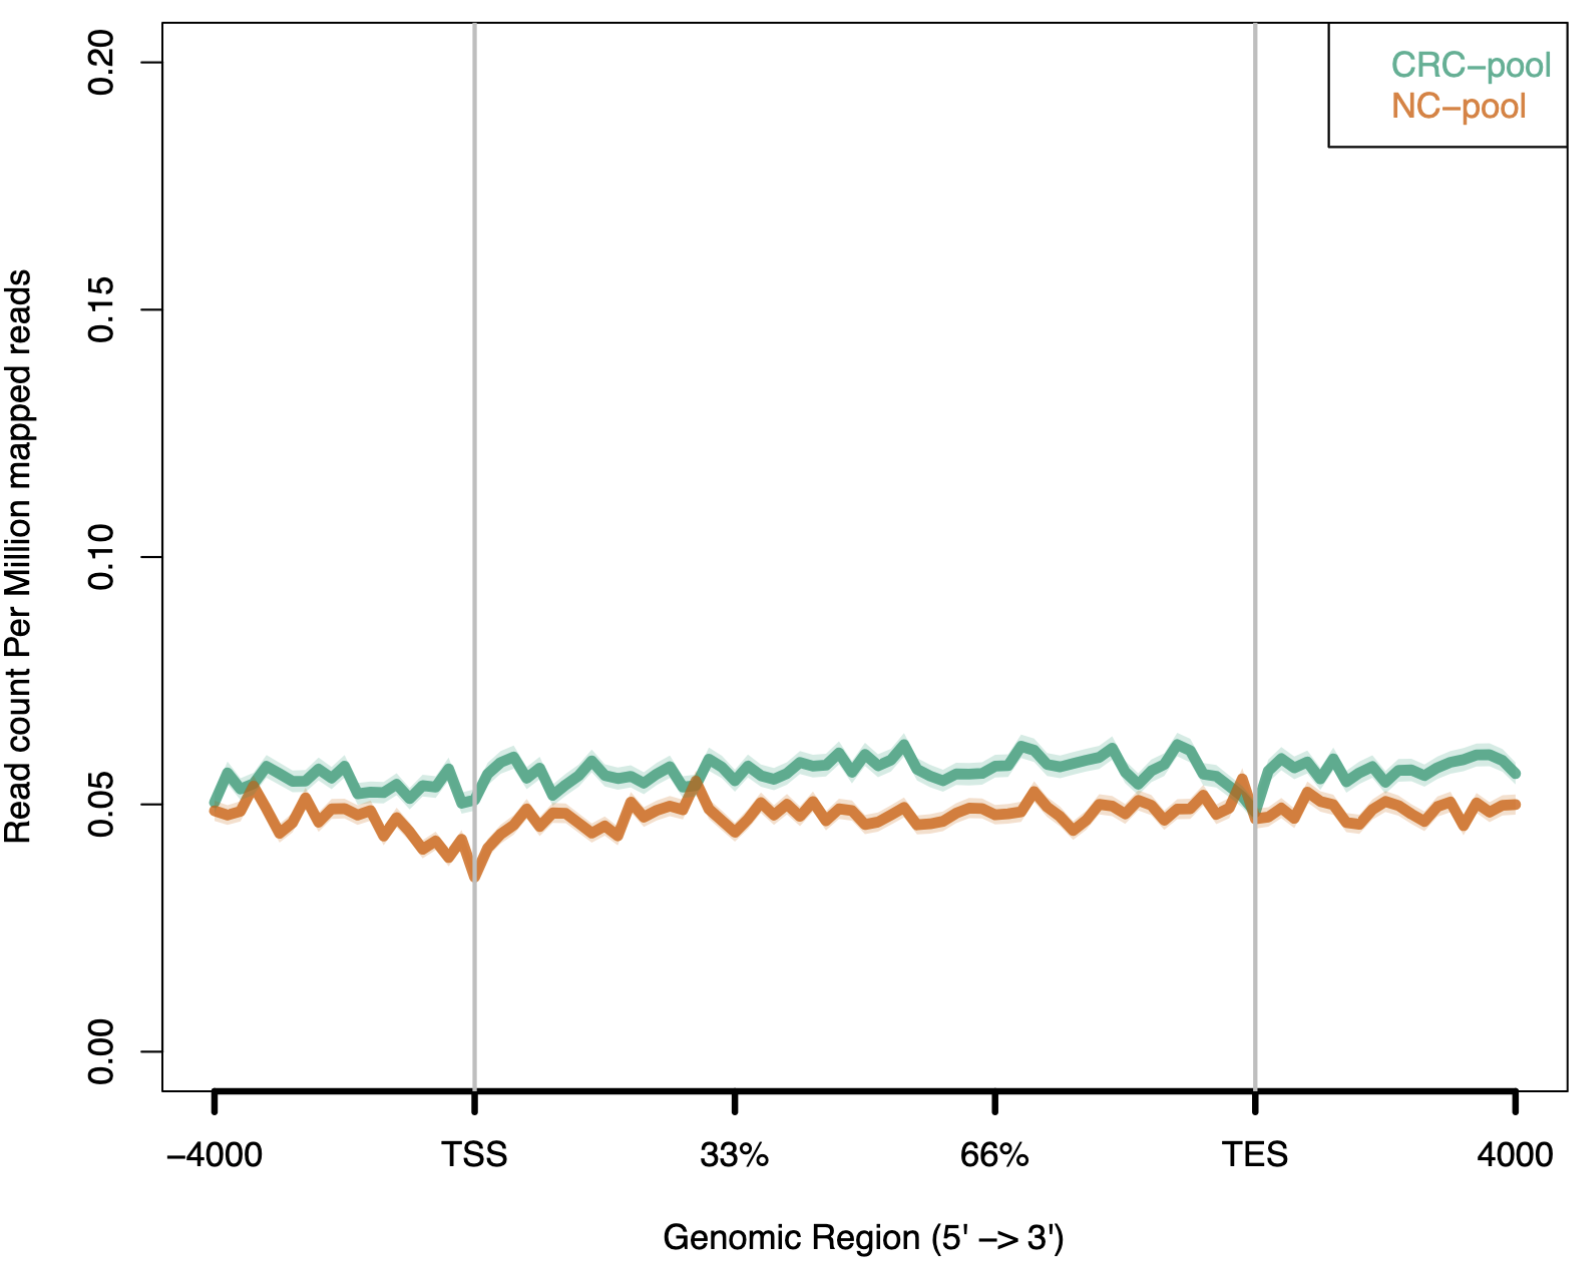 CRC–pool
NC–pool
Read count Per Million mapped reads
0.20
0.15
0.10
0.05
0.00
–4000 TSS 33% 66% TES 4000
Genomic Region (5' –> 3')